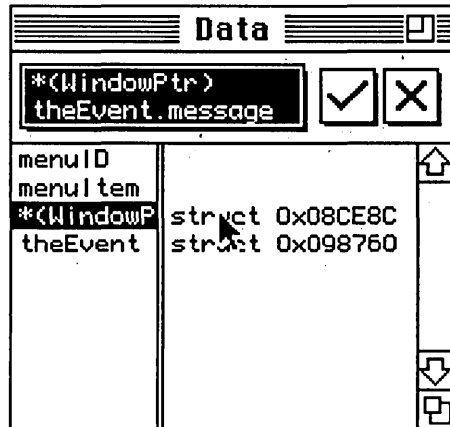 Data
*(WindowPtr)
theEvent.message
menuID
menuItem
*(WindowP struct 0x08CE8C
theEvent struct 0x098760